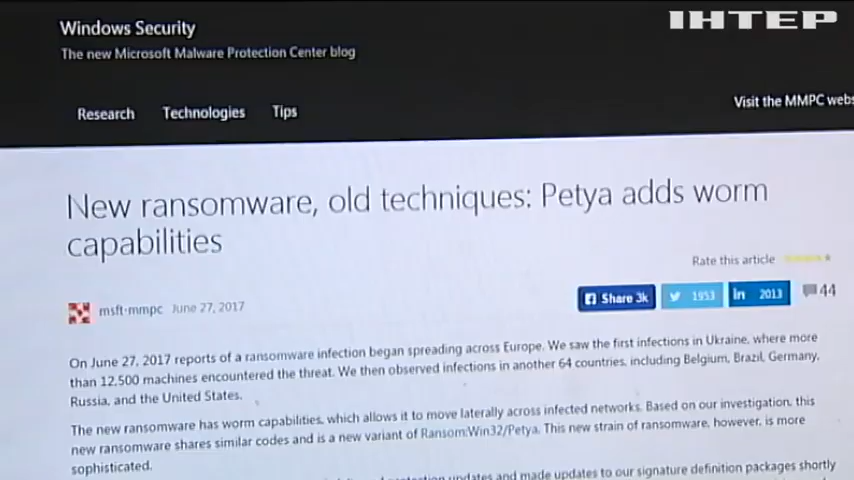 ІНТЕР
Windows Security
The new Microsoft Malware Protection Center blog
Research Technologies Tips
Visit the MMPC webs
New ransomware, old techniques: Petya adds worm
capabilities
Rate this article
msft-mmpc June 27, 2017
Share 3k 1953 in 2013 44
On June 27, 2017 reports of a ransomware infection began spreading across Europe. We saw the first infections in Ukraine, where more
than 12,500 machines encountered the threat. We then observed infections in another 64 countries, including Belgium, Brazil, Germany,
Russia, and the United States.
The new ransomware has worm capabilities, which allows it to move laterally across infected networks. Based on our investigation, this
new ransomware shares similar codes and is a new variant of Ransom:Win32/Petya. This new strain of ransomware, however, is more
sophisticated.
updates and made updates to our signature definition packages shortly